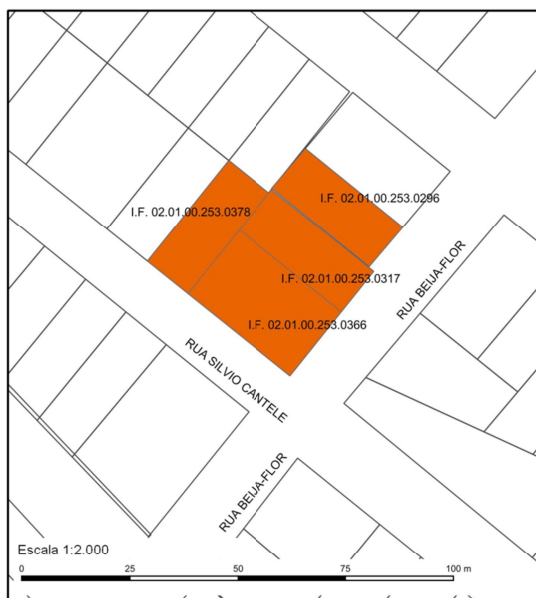 I.F. 02.01.00.253.0296
I.F. 02.01.00.253.0378
RUA BEIJA-FLOR
I.F. 02.01.00.253.0317
I.F. 02.01.00.253.0366
RUA SILVIO CANTELE
RUA BEIJA-FLOR
Escala 1:2.000
0 25 50 75 100 m